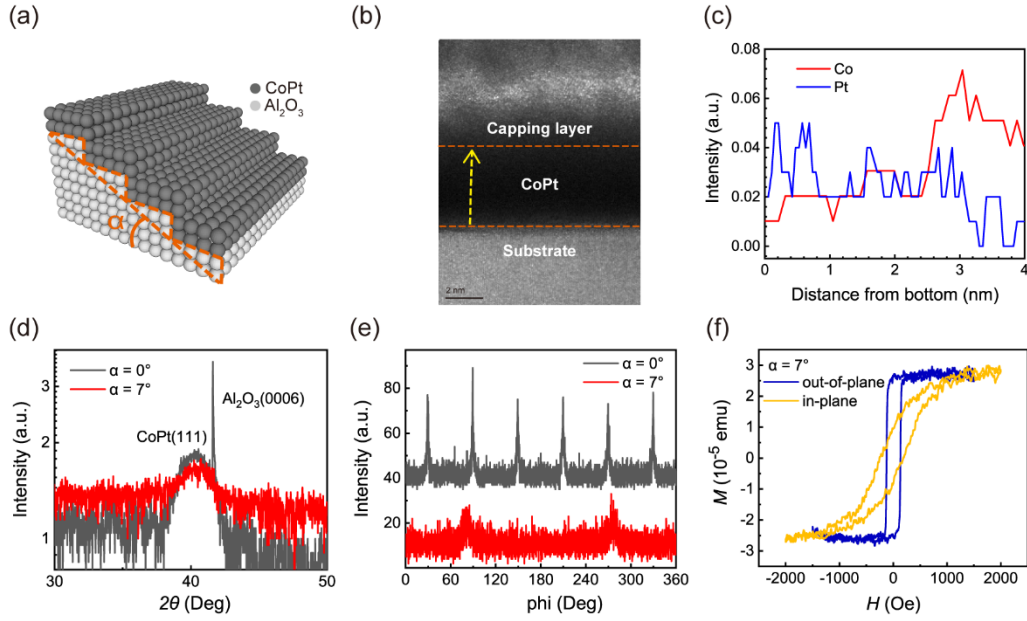 (a)
CoPt
Al₂O₃
α
(b)
Capping layer
CoPt
Substrate
2 nm
(c)
Co
Pt
Intensity (a.u.)
0.08
0.06
0.04
0.02
0.00
0 1 2 3 4
Distance from bottom (nm)
(d)
α = 0°
α = 7°
Al₂O₃(0006)
CoPt(111)
Intensity (a.u.)
3
2
1
30 40 50
2θ (Deg)
(e)
α = 0°
α = 7°
Intensity (a.u.)
100
80
60
40
20
0 60 120 180 240 300 360
phi (Deg)
(f)
α = 7°
out-of-plane
in-plane
M (10⁻⁵ emu)
3
2
1
0
-1
-2
-3
-2000 -1000 0 1000 2000
H (Oe)